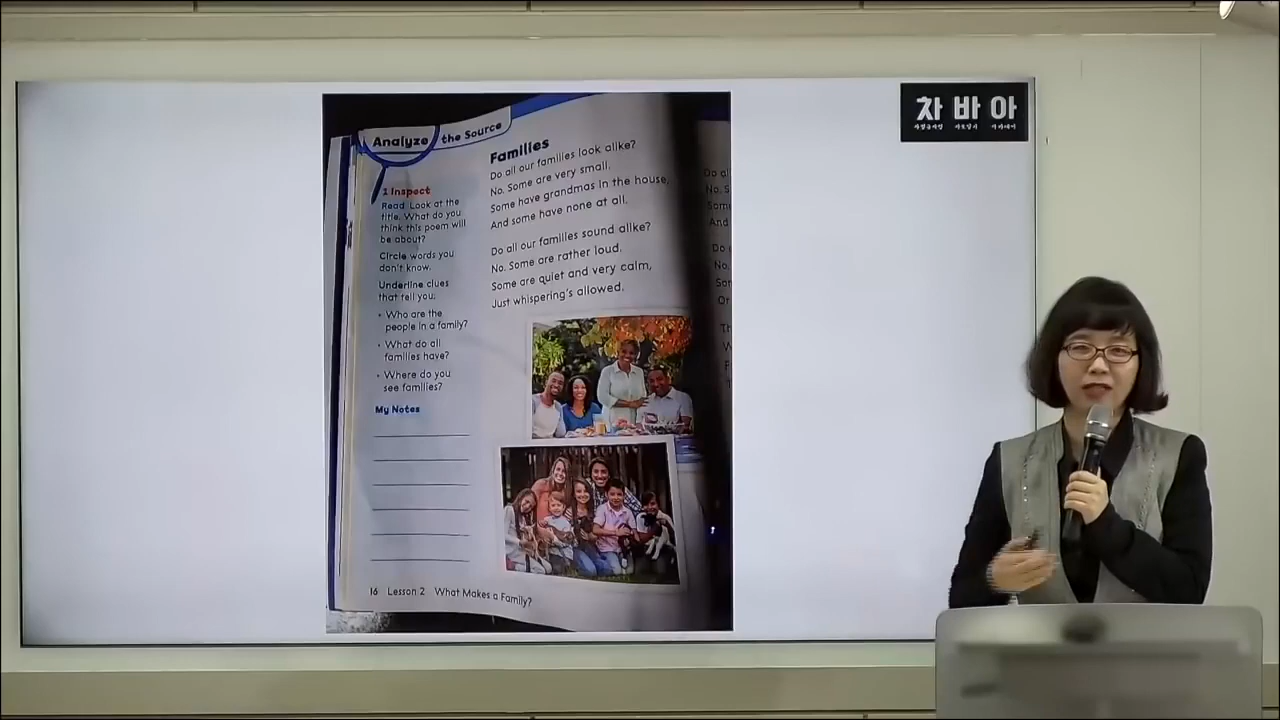 차 바 아
Analyze the Source
1 Inspect
Read. Look at the
title. What do you
think this poem will
be about?
Circle words you
don't know.
Underline clues
that tell you:
• Who are the
people in a family?
• What do all
families have?
• Where do you
see families?
My Notes
Families
Do all our families look alike?
No. Some are very small.
Some have grandmas in the house,
And some have none at all.
Do all our families sound alike?
No. Some are rather loud.
Some are quiet and very calm,
Just whispering's allowed.
16 Lesson 2 What Makes a Family?